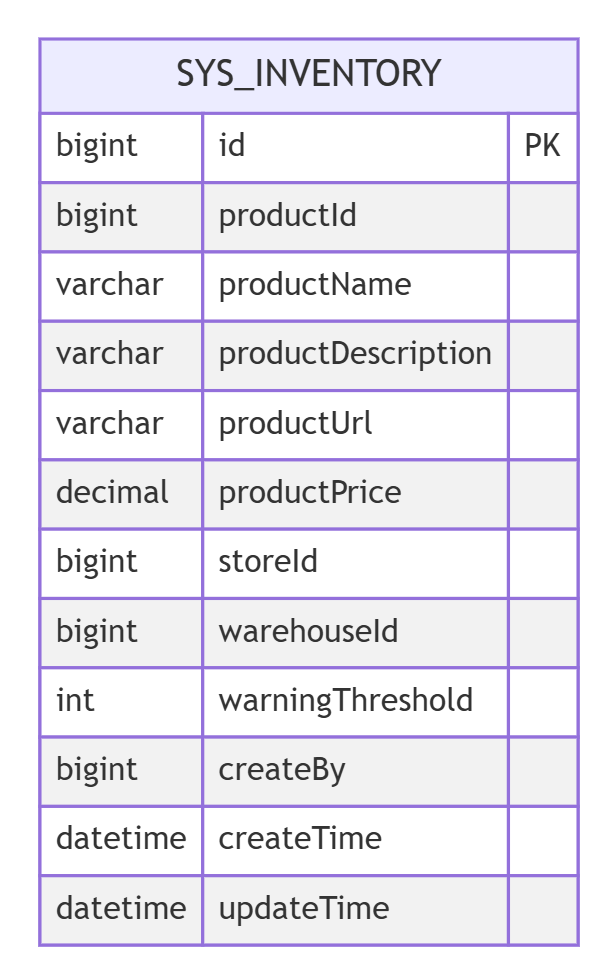 SYS_INVENTORY
bigint id PK
bigint productId
varchar productName
varchar productDescription
varchar productUrl
decimal productPrice
bigint storeId
bigint warehouseId
int warningThreshold
bigint createBy
datetime createTime
datetime updateTime